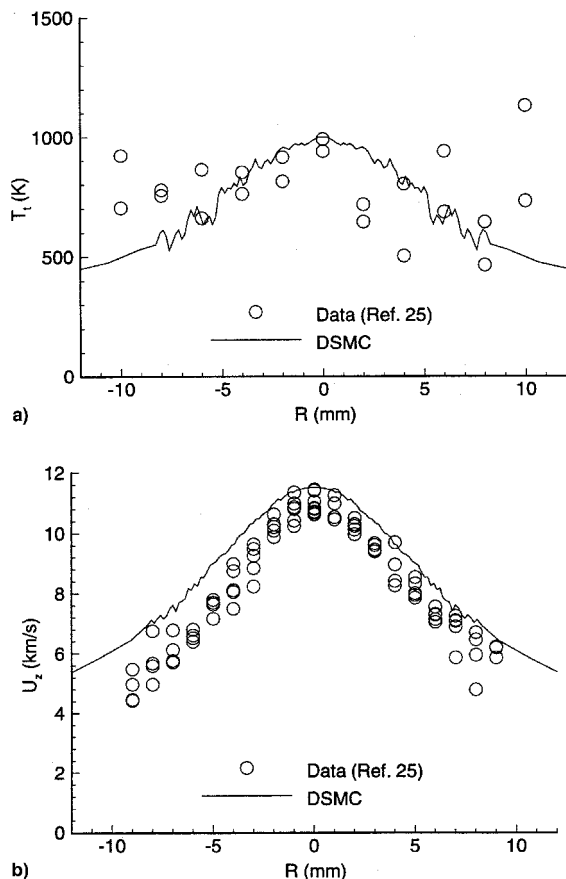 1500
1000
500
0
T_t (K)
Data (Ref. 25)
DSMC
-10 -5 0 5 10
R (mm)
a)
12
10
8
6
4
2
0
U_z (km/s)
Data (Ref. 25)
DSMC
-10 -5 0 5 10
R (mm)
b)